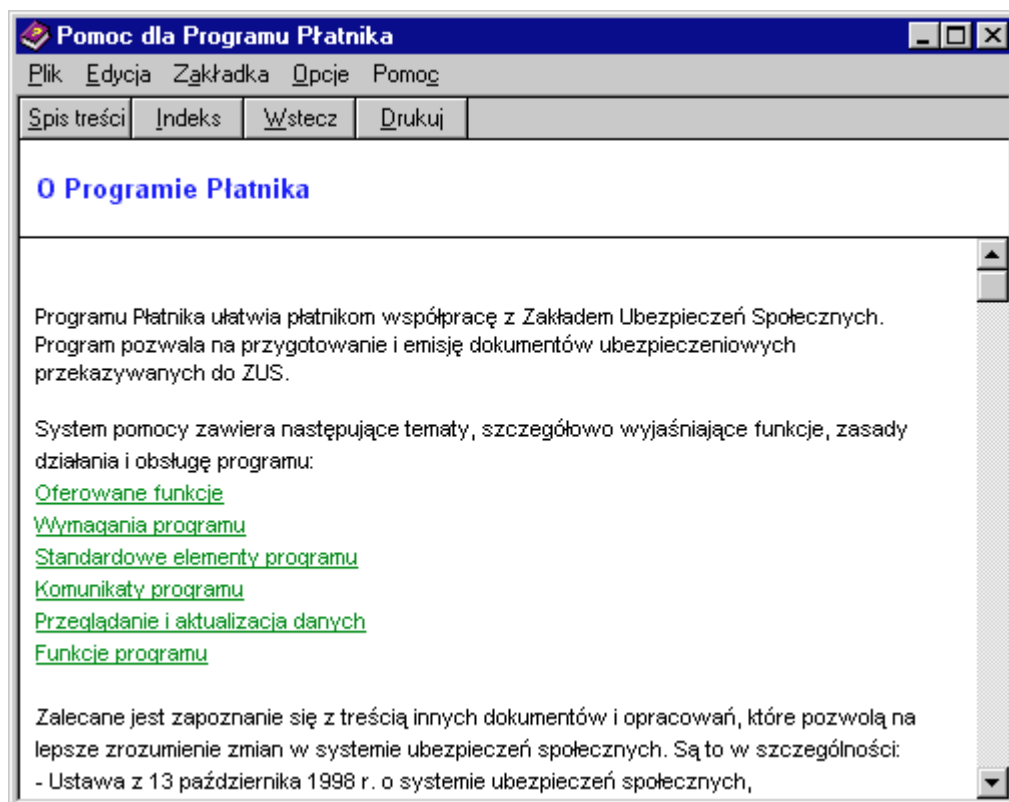 Pomoc dla Programu Płatnika
Plik Edycja Zakładka Opcje Pomoc
Spis treści Indeks Wstecz Drukuj
O Programie Płatnika
Programu Płatnika ułatwia płatnikom współpracę z Zakładem Ubezpieczeń Społecznych.
Program pozwala na przygotowanie i emisję dokumentów ubezpieczeniowych
przekazywanych do ZUS.
System pomocy zawiera następujące tematy, szczegółowo wyjaśniające funkcje, zasady
działania i obsługę programu:
Oferowane funkcje
Wymagania programu
Standardowe elementy programu
Komunikaty programu
Przeglądanie i aktualizacja danych
Funkcje programu
Zalecane jest zapoznanie się z treścią innych dokumentów i opracowań, które pozwolą na
lepsze zrozumienie zmian w systemie ubezpieczeń społecznych. Są to w szczególności:
- Ustawa z 13 października 1998 r. o systemie ubezpieczeń społecznych,